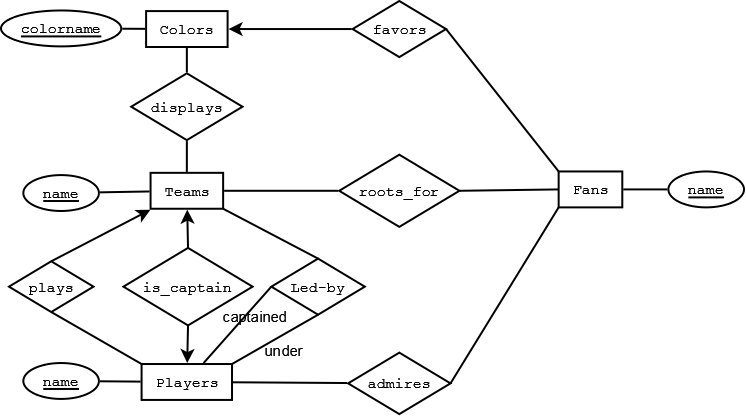 colorname
Colors
favors
displays
name
Teams
roots_for
Fans
name
plays
is_captain
Led-by
captained
under
name
Players
admires